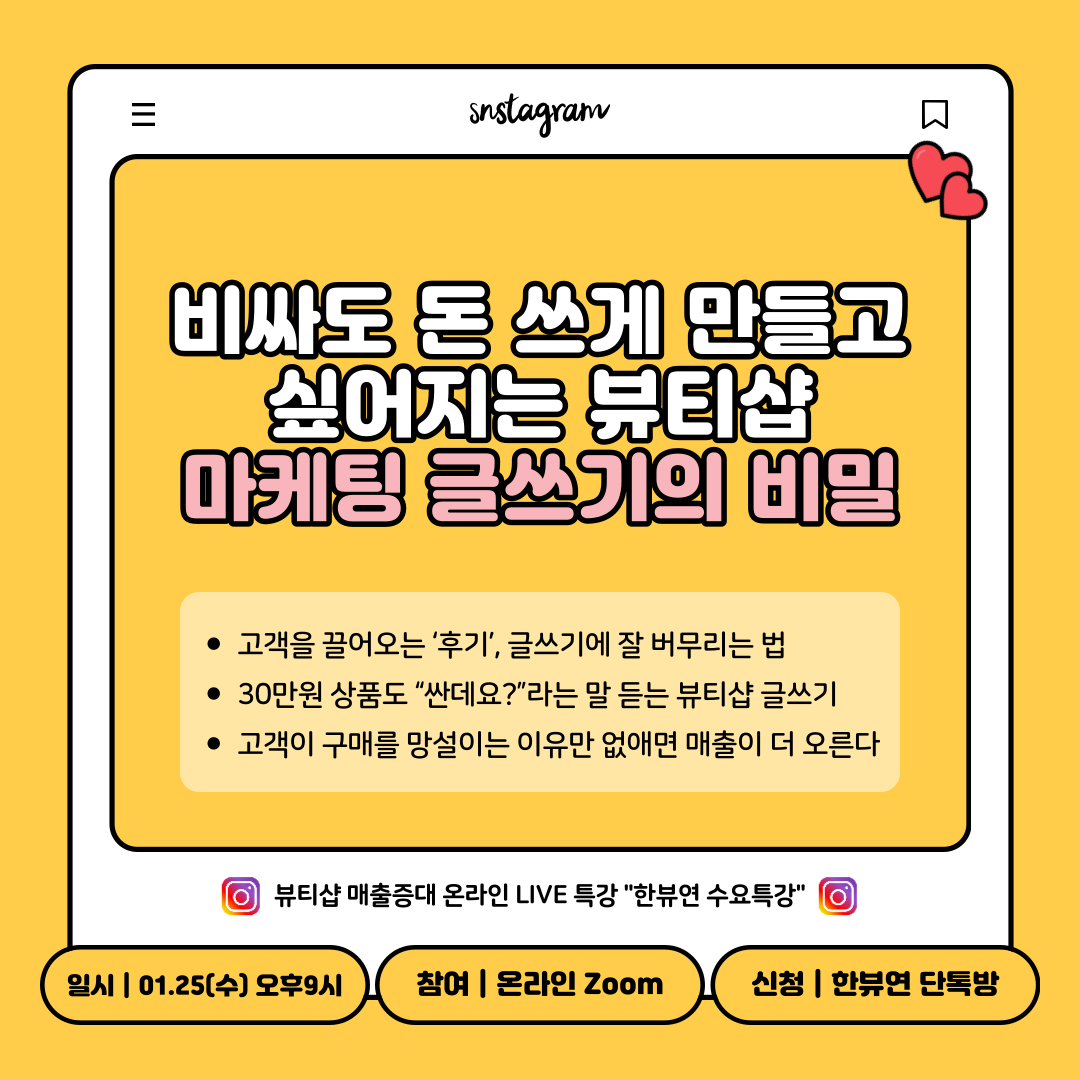 snstagram
비싸도 돈 쓰게 만들고
싶어지는 뷰티샵
마케팅 글쓰기의 비밀
• 고객을 끌어오는 ‘후기’, 글쓰기에 잘 버무리는 법
• 30만원 상품도 “싼데요?”라는 말 듣는 뷰티샵 글쓰기
• 고객이 구매를 망설이는 이유만 없애면 매출이 더 오른다
뷰티샵 매출증대 온라인 LIVE 특강 "한뷰연 수요특강"
일시 | 01.25(수) 오후9시
참여 | 온라인 Zoom
신청 | 한뷰연 단톡방